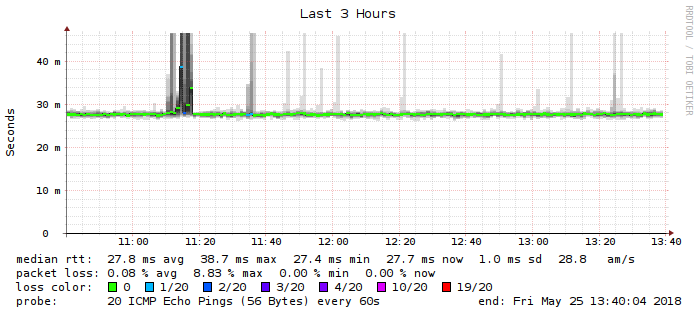 Last 3 Hours
RRDTOOL / TOBI OETIKER
Seconds
40 m
30 m
20 m
10 m
0
11:00 11:20 11:40 12:00 12:20 12:40 13:00 13:20 13:40
median rtt: 27.8 ms avg 38.7 ms max 27.4 ms min 27.7 ms now 1.0 ms sd 28.8 am/s
packet loss: 0.08 % avg 8.83 % max 0.00 % min 0.00 % now
loss color: 0 1/20 2/20 3/20 4/20 10/20 19/20
probe: 20 ICMP Echo Pings (56 Bytes) every 60s end: Fri May 25 13:40:04 2018